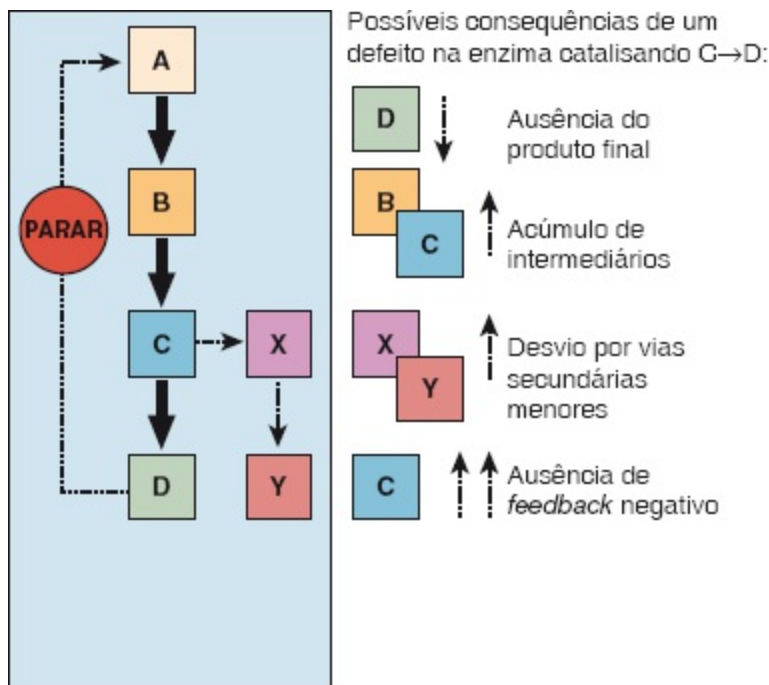 Possíveis consequências de um
defeito na enzima catalisando C→D:
A
B
PARAR
C
X
D
Y
D
Ausência do
produto final
B
C
Acúmulo de
intermediários
X
Y
Desvio por vias
secundárias
menores
C
Ausência de
feedback negativo